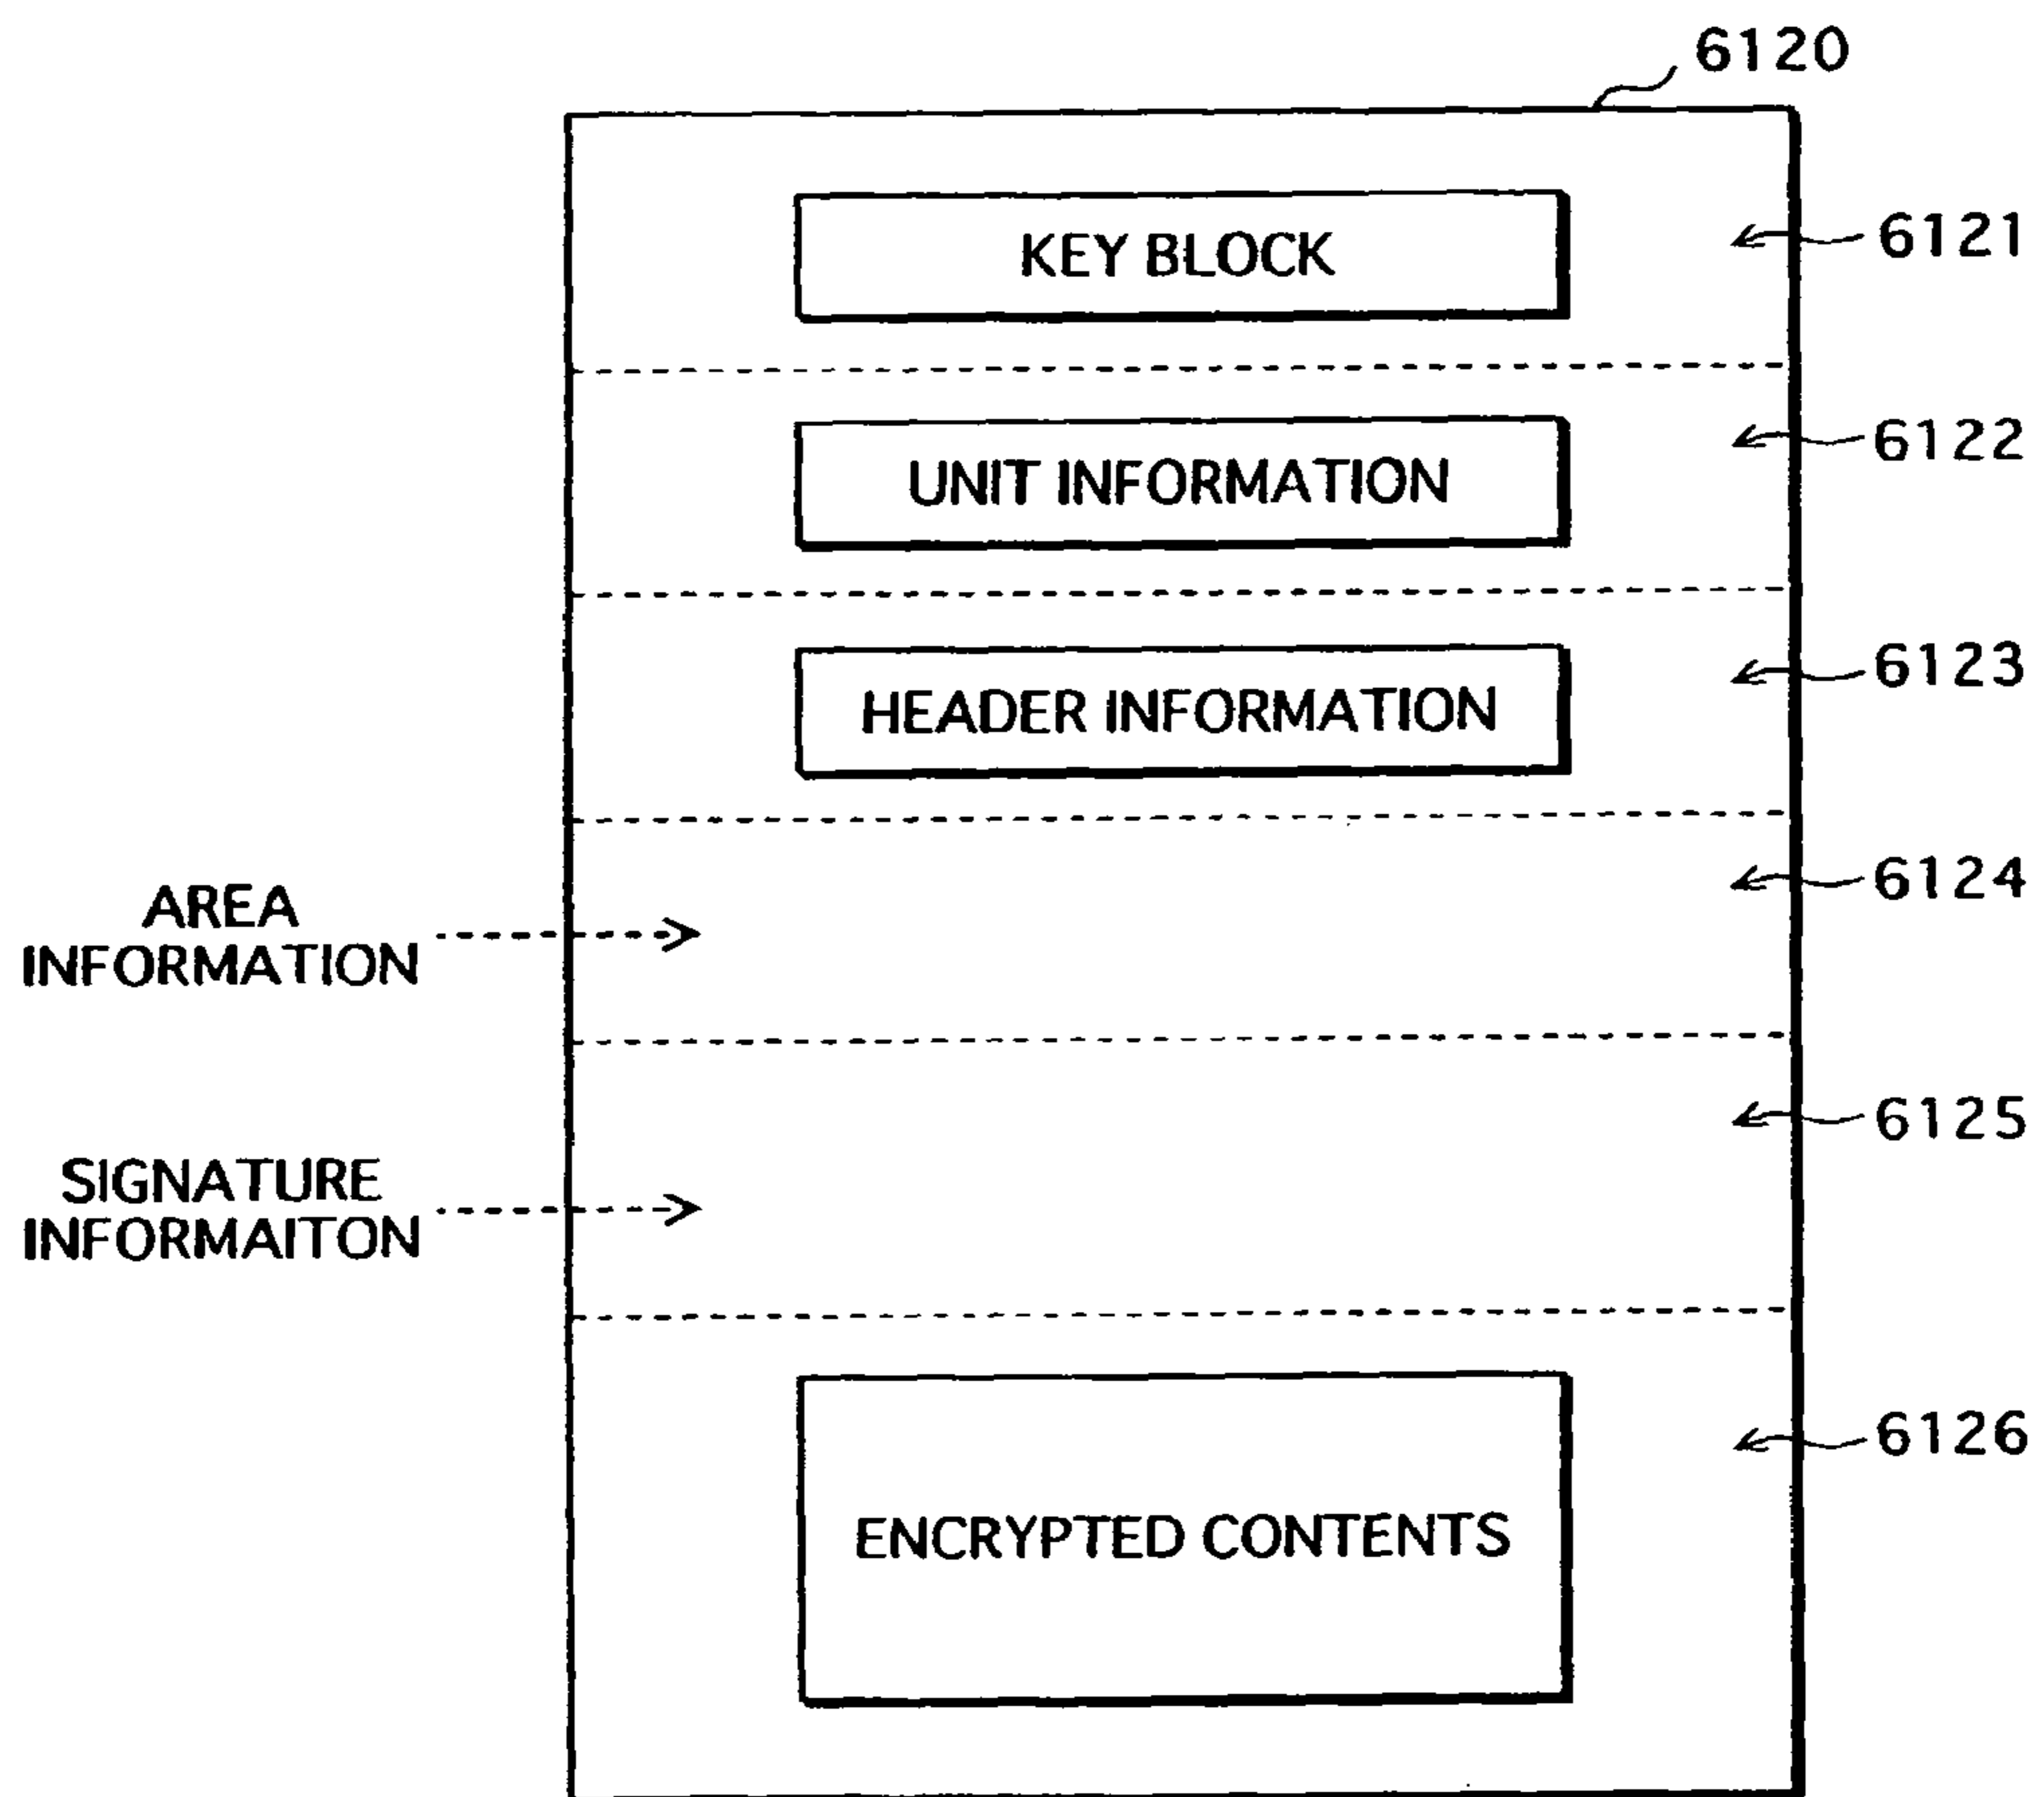 6120
KEY BLOCK
6121
UNIT INFORMATION
6122
HEADER INFORMATION
6123
AREA
INFORMATION
6124
SIGNATURE
INFORMAITON
6125
ENCRYPTED CONTENTS
6126